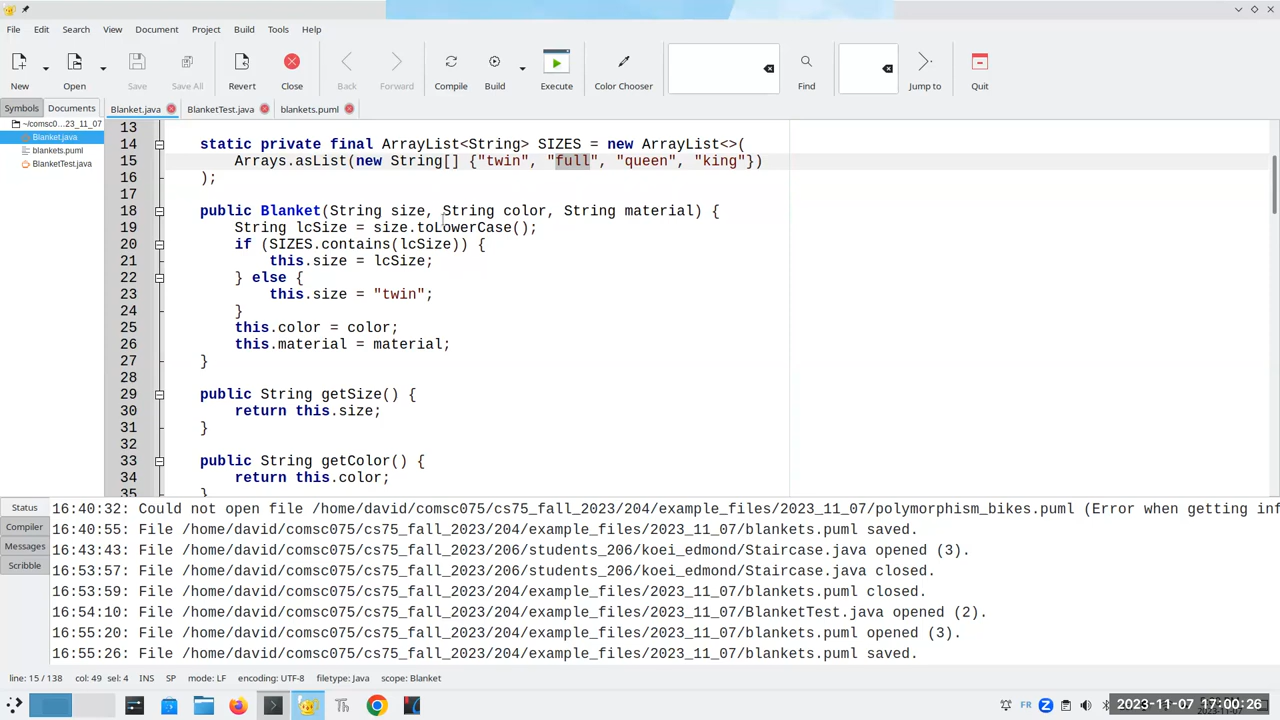 File Edit Search View Document Project Build Tools Help
New Open Save Save All Revert Close Back Forward Compile Build Execute Color Chooser Find Jump to Quit
Symbols Documents Blanket.java BlanketTest.java blankets.puml
~/comsc0...23_11_07
Blanket.java
blankets.puml
BlanketTest.java
13
14 static private final ArrayList<String> SIZES = new ArrayList<>(
15 Arrays.asList(new String[] {"twin", "full", "queen", "king"})
16 );
17
18 public Blanket(String size, String color, String material) {
19 String lcSize = size.toLowerCase();
20 if (SIZES.contains(lcSize)) {
21 this.size = lcSize;
22 } else {
23 this.size = "twin";
24 }
25 this.color = color;
26 this.material = material;
27 }
28
29 public String getSize() {
30 return this.size;
31 }
32
33 public String getColor() {
34 return this.color;
35 }
Status
Compiler
Messages
Scribble
16:40:32: Could not open file /home/david/comsc075/cs75_fall_2023/204/example_files/2023_11_07/polymorphism_bikes.puml (Error when getting inf
16:40:55: File /home/david/comsc075/cs75_fall_2023/204/example_files/2023_11_07/blankets.puml saved.
16:43:43: File /home/david/comsc075/cs75_fall_2023/206/students_206/koei_edmond/Staircase.java opened (3).
16:53:57: File /home/david/comsc075/cs75_fall_2023/206/students_206/koei_edmond/Staircase.java closed.
16:53:59: File /home/david/comsc075/cs75_fall_2023/204/example_files/2023_11_07/blankets.puml closed.
16:54:10: File /home/david/comsc075/cs75_fall_2023/204/example_files/2023_11_07/BlanketTest.java opened (2).
16:55:20: File /home/david/comsc075/cs75_fall_2023/204/example_files/2023_11_07/blankets.puml opened (3).
16:55:26: File /home/david/comsc075/cs75_fall_2023/204/example_files/2023_11_07/blankets.puml saved.
line: 15 / 138 col: 49 sel: 4 INS SP mode: LF encoding: UTF-8 filetype: Java scope: Blanket
FR 2023-11-07 17:00:26